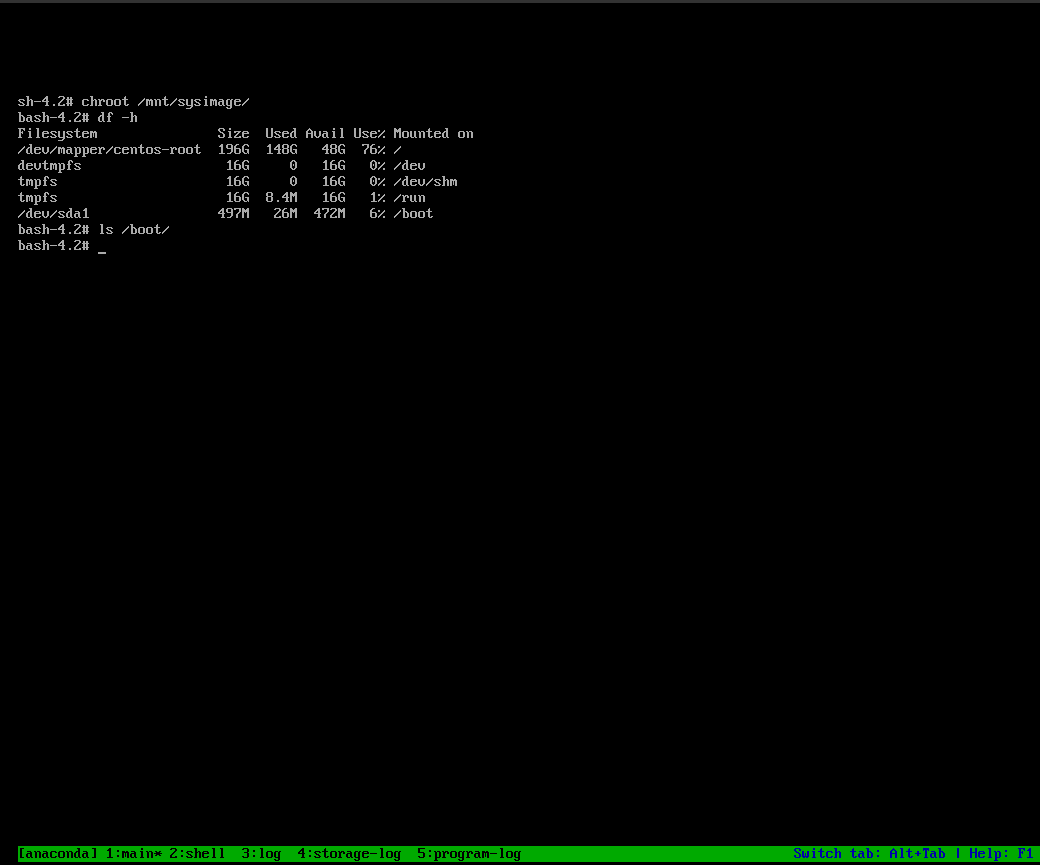 sh-4.2# chroot /mnt/sysimage/
bash-4.2# df -h
Filesystem               Size  Used Avail Use% Mounted on
/dev/mapper/centos-root  196G  148G   48G  76% /
devtmpfs                  16G     0   16G   0% /dev
tmpfs                     16G     0   16G   0% /dev/shm
tmpfs                     16G  8.4M   16G   1% /run
/dev/sda1                497M   26M  472M   6% /boot
bash-4.2# ls /boot/
bash-4.2# _
[anaconda] 1:main* 2:shell  3:log  4:storage-log  5:program-log Switch tab: Alt+Tab | Help: F1